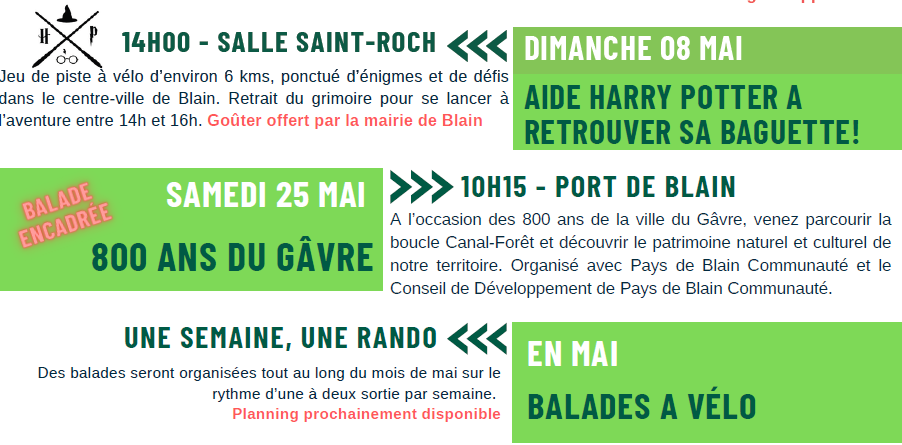 H P
14H00 - SALLE SAINT-ROCH
Jeu de piste à vélo d'environ 6 kms, ponctué d'énigmes et de défis
dans le centre-ville de Blain. Retrait du grimoire pour se lancer à
l'aventure entre 14h et 16h. Goûter offert par la mairie de Blain
DIMANCHE 08 MAI
AIDE HARRY POTTER A
RETROUVER SA BAGUETTE!
BALADE
ENCADRÉE
SAMEDI 25 MAI
800 ANS DU GÂVRE
10H15 - PORT DE BLAIN
A l'occasion des 800 ans de la ville du Gâvre, venez parcourir la
boucle Canal-Forêt et découvrir le patrimoine naturel et culturel de
notre territoire. Organisé avec Pays de Blain Communauté et le
Conseil de Développement de Pays de Blain Communauté.
UNE SEMAINE, UNE RANDO
Des balades seront organisées tout au long du mois de mai sur le
rythme d'une à deux sortie par semaine.
Planning prochainement disponible
EN MAI
BALADES A VÉLO